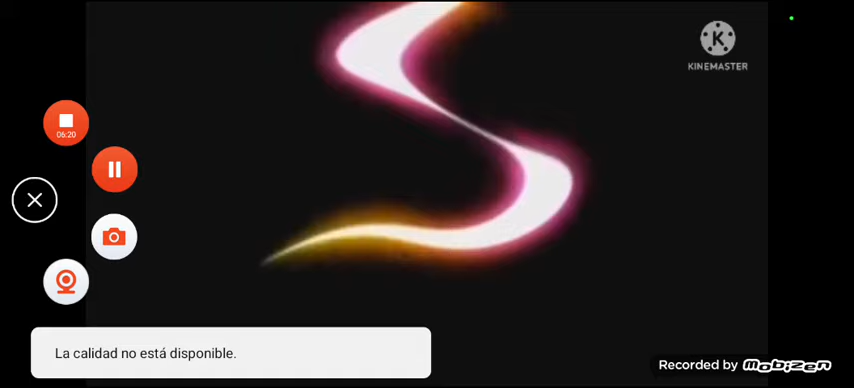 K
KINEMASTER
06:20
La calidad no está disponible.
Recorded by mobizen